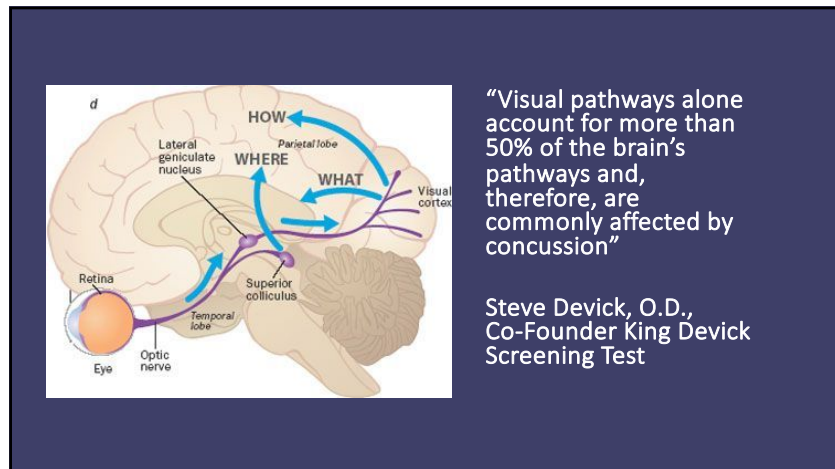 d
HOW
Parietal lobe
Lateral
geniculate
nucleus
WHERE
WHAT
Visual
cortex
Retina
Superior
colliculus
Temporal
lobe
Optic
nerve
Eye
“Visual pathways alone
account for more than
50% of the brain’s
pathways and,
therefore, are
commonly affected by
concussion”
Steve Devick, O.D.,
Co-Founder King Devick
Screening Test